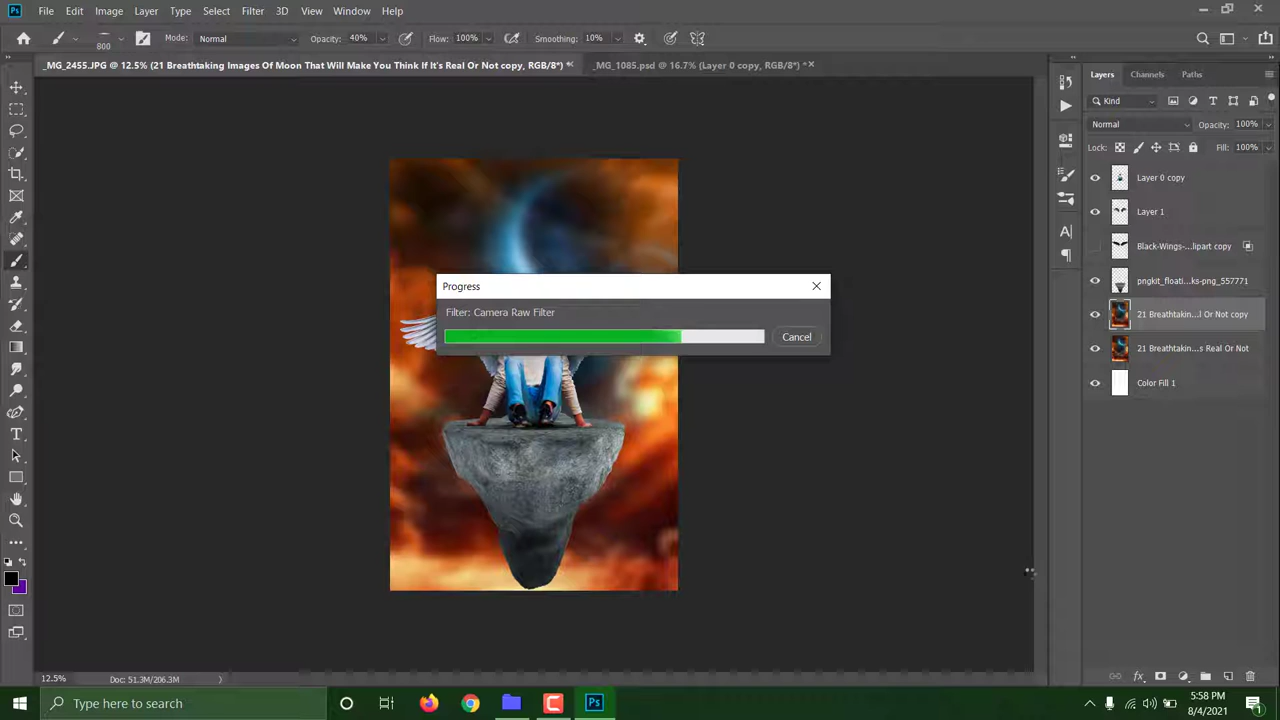 Ps File Edit Image Layer Type Select Filter 3D View Window Help
800 Mode: Normal Opacity: 40% Flow: 100% Smoothing: 10%
_MG_2455.JPG @ 12.5% (21 Breathtaking Images Of Moon That Will Make You Think If It's Real Or Not copy, RGB/8*) * × _MG_1085.psd @ 16.7% (Layer 0 copy, RGB/8*) * ×
Layers Channels Paths
Kind
Normal Opacity: 100%
Lock: Fill: 100%
Layer 0 copy
Layer 1
Black-Wings-...lipart copy
pngkit_floati...ks-png_557771
21 Breathtakin...l Or Not copy
21 Breathtakin...s Real Or Not
Color Fill 1
Progress
Filter: Camera Raw Filter
Cancel
12.5% Doc: 51.3M/206.3M
Type here to search
Ps
5:58 PM
8/4/2021
1